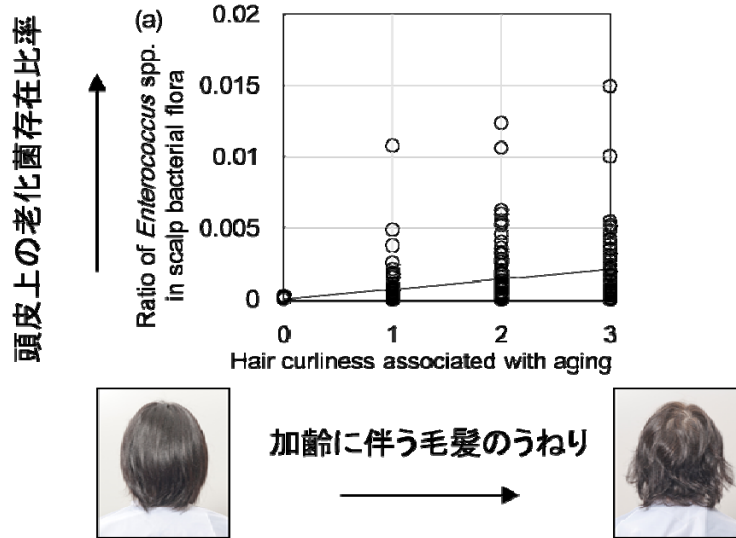 頭皮上の老化菌存在比率
(a)
Ratio of Enterococcus spp.
in scalp bacterial flora
0.02
0.015
0.01
0.005
0
0 1 2 3
Hair curliness associated with aging
加齢に伴う毛髪のうねり